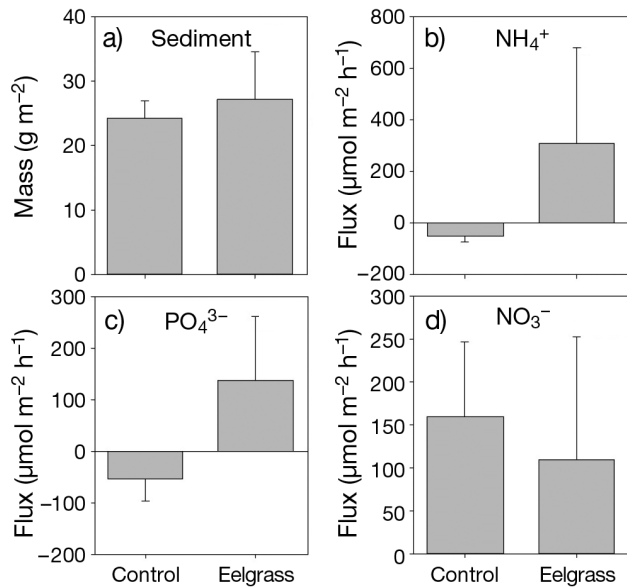 a) Sediment
Mass (g m⁻²)
40
30
20
10
0
b) NH₄⁺
Flux (µmol m⁻² h⁻¹)
800
600
400
200
0
−200
c) PO₄³⁻
Flux (µmol m⁻² h⁻¹)
300
200
100
0
−100
−200
Control Eelgrass
d) NO₃⁻
Flux (µmol m⁻² h⁻¹)
300
250
200
150
100
50
0
Control Eelgrass